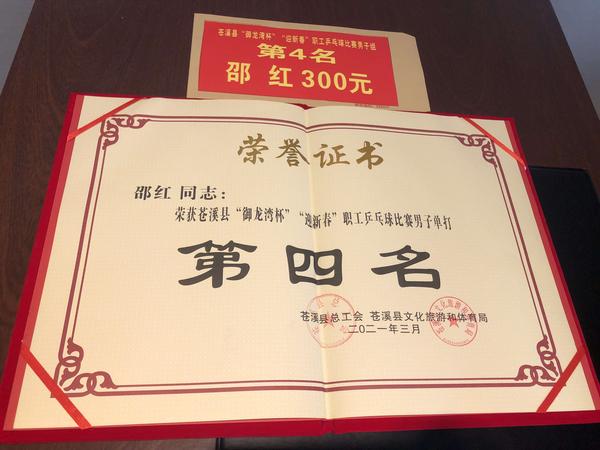 苍溪县“御龙湾杯”“迎新春”职工乒乓球比赛男子组
第4名
邵 红 300元
荣誉证书
邵红 同志：
荣获苍溪县“御龙湾杯”“迎新春”职工乒乓球比赛男子单打
第四名
苍溪县总工会 苍溪县文化旅游和体育局
二〇二一年三月